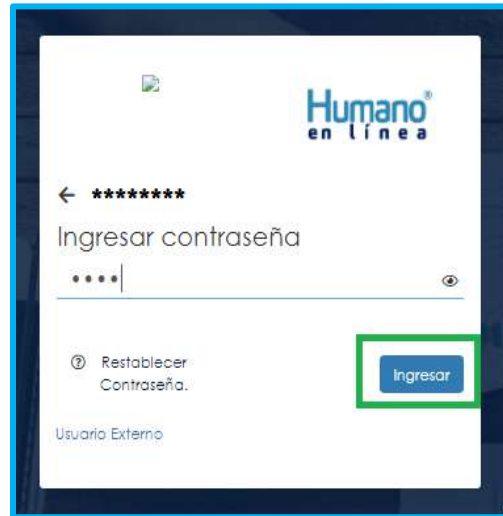 Humano®
en línea
← ********
Ingresar contraseña
••••
Restablecer
Contraseña.
Ingresar
Usuario Externo